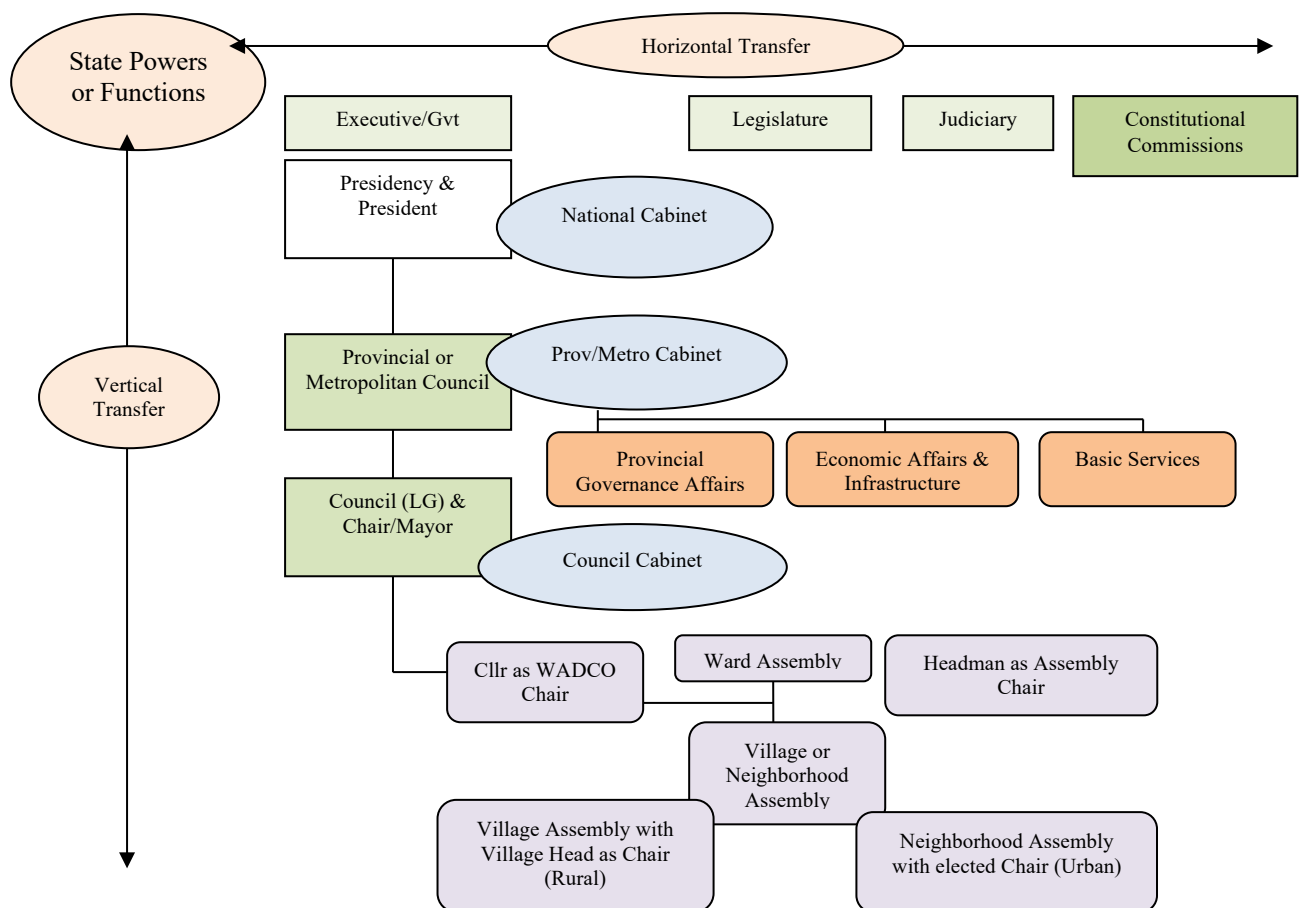 State Powers
or Functions
Horizontal Transfer
Executive/Gvt
Legislature
Judiciary
Constitutional
Commissions
Presidency &
President
National Cabinet
Vertical
Transfer
Provincial or
Metropolitan Council
Prov/Metro Cabinet
Provincial
Governance Affairs
Economic Affairs &
Infrastructure
Basic Services
Council (LG) &
Chair/Mayor
Council Cabinet
Cllr as WADCO
Chair
Ward Assembly
Headman as Assembly
Chair
Village or
Neighborhood
Assembly
Village Assembly with
Village Head as Chair
(Rural)
Neighborhood Assembly
with elected Chair (Urban)